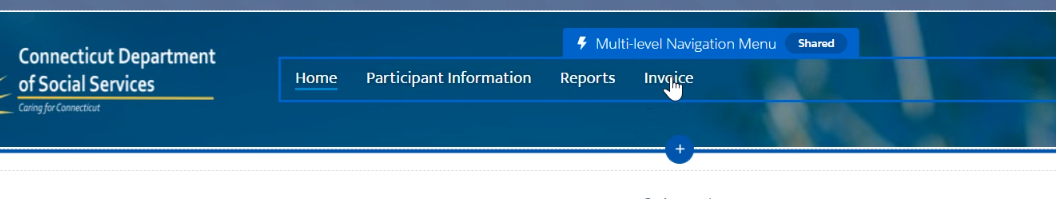 Multi-level Navigation Menu Shared
Connecticut Department
of Social Services
Caring for Connecticut
Home Participant Information Reports Invoice